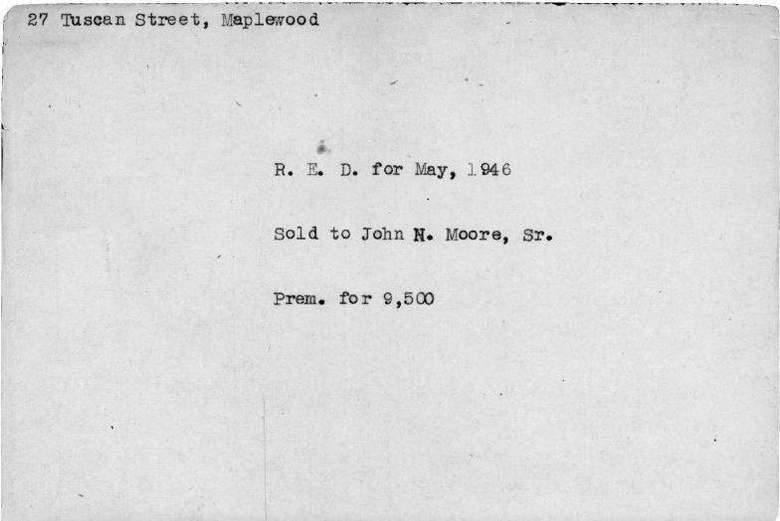 27 Tuscan Street, Maplewood
R. E. D. for May, 1946
Sold to John N. Moore, Sr.
Prem. for 9,500